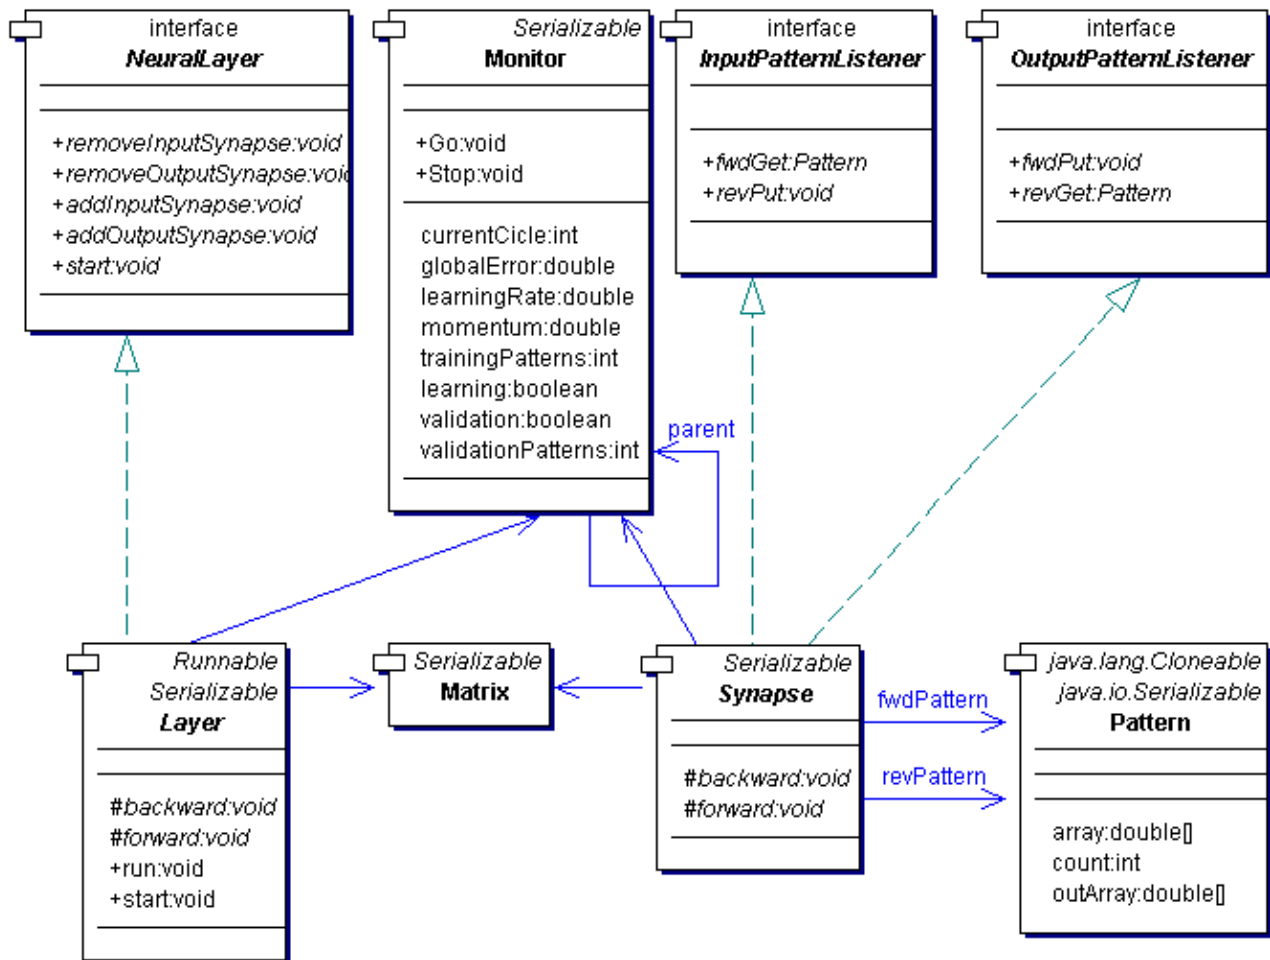 interface
NeuralLayer
+removeInputSynapse:void
+removeOutputSynapse:void
+addInputSynapse:void
+addOutputSynapse:void
+start:void
Serializable
Monitor
+Go:void
+Stop:void
currentCicle:int
globalError:double
learningRate:double
momentum:double
trainingPatterns:int
learning:boolean
validation:boolean
validationPatterns:int
interface
InputPatternListener
+fwdGet:Pattern
+revPut:void
interface
OutputPatternListener
+fwdPut:void
+revGet:Pattern
parent
Runnable
Serializable
Layer
#backward:void
#forward:void
+run:void
+start:void
Serializable
Matrix
Serializable
Synapse
#backward:void
#forward:void
fwdPattern
revPattern
java.lang.Cloneable
java.io.Serializable
Pattern
array:double[]
count:int
outArray:double[]